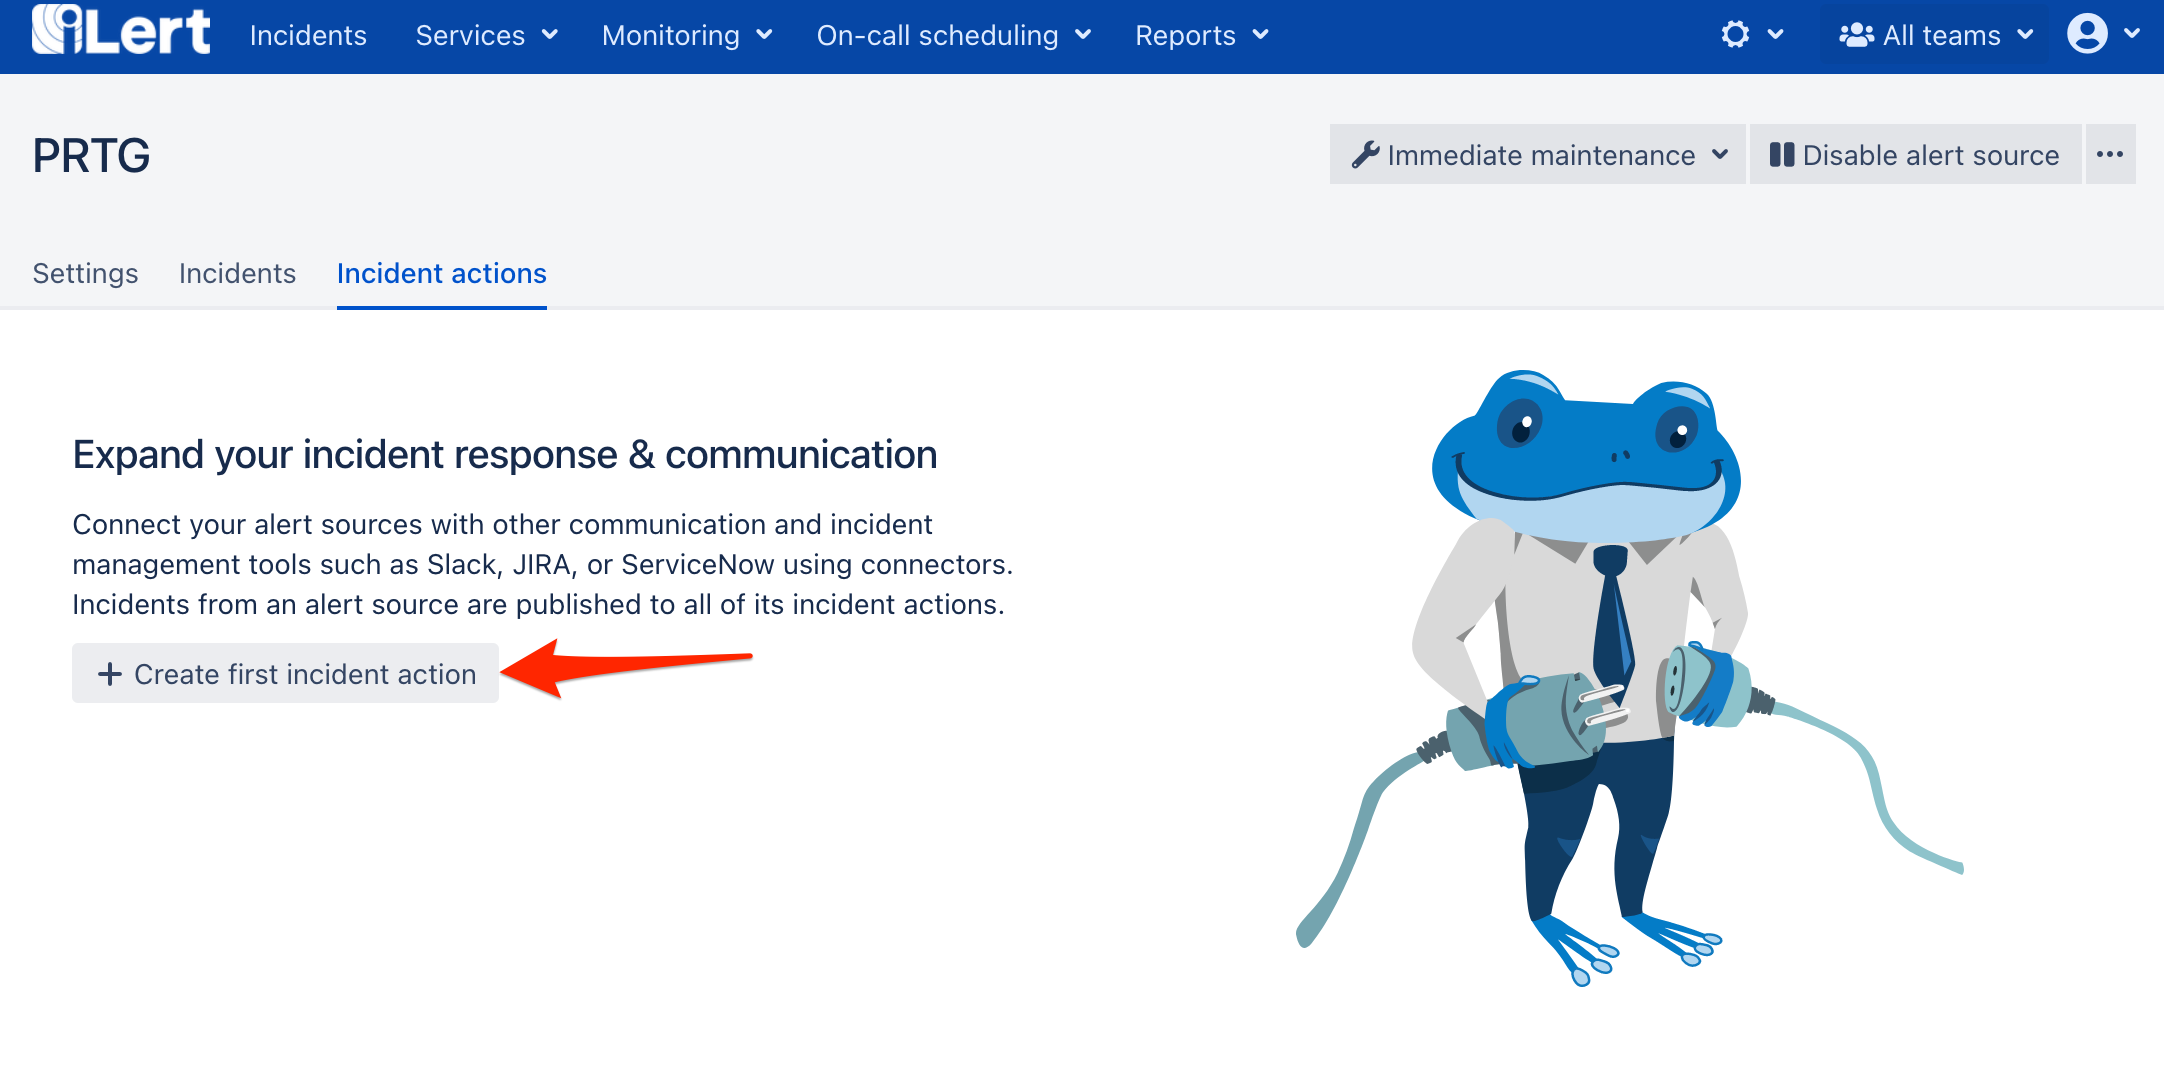 iLert Incidents Services Monitoring On-call scheduling Reports All teams
PRTG Immediate maintenance Disable alert source
Settings Incidents Incident actions
Expand your incident response & communication
Connect your alert sources with other communication and incident
management tools such as Slack, JIRA, or ServiceNow using connectors.
Incidents from an alert source are published to all of its incident actions.
+ Create first incident action